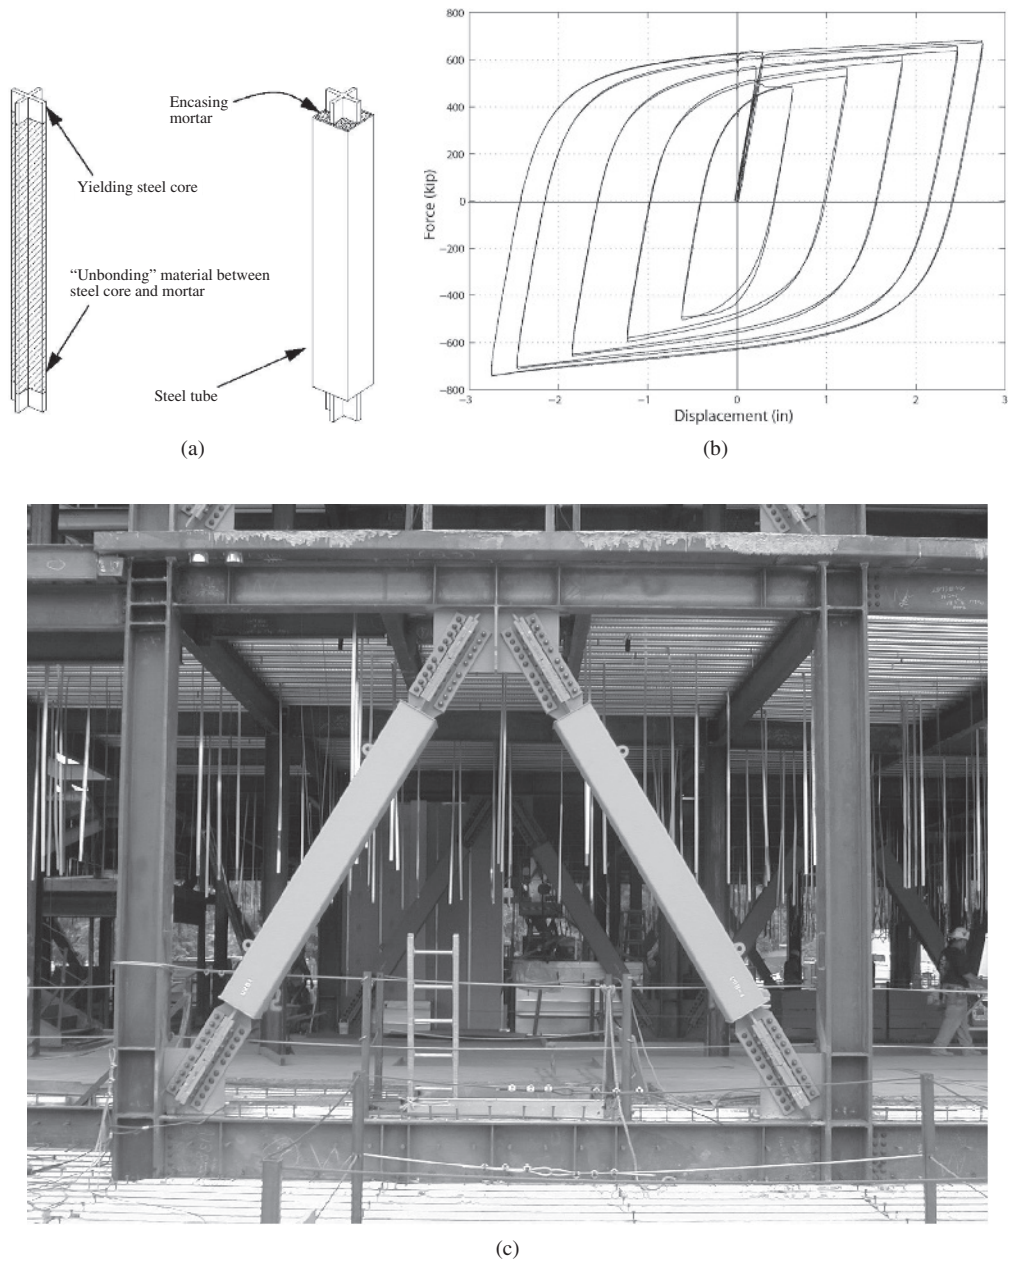 Encasing
mortar
Yielding steel core
“Unbonding” material between
steel core and mortar
Steel tube
(a)
800
600
400
200
0
−200
−400
−600
−800
Force (kip)
−3
−2
−1
0
1
2
3
Displacement (in)
(b)
(c)